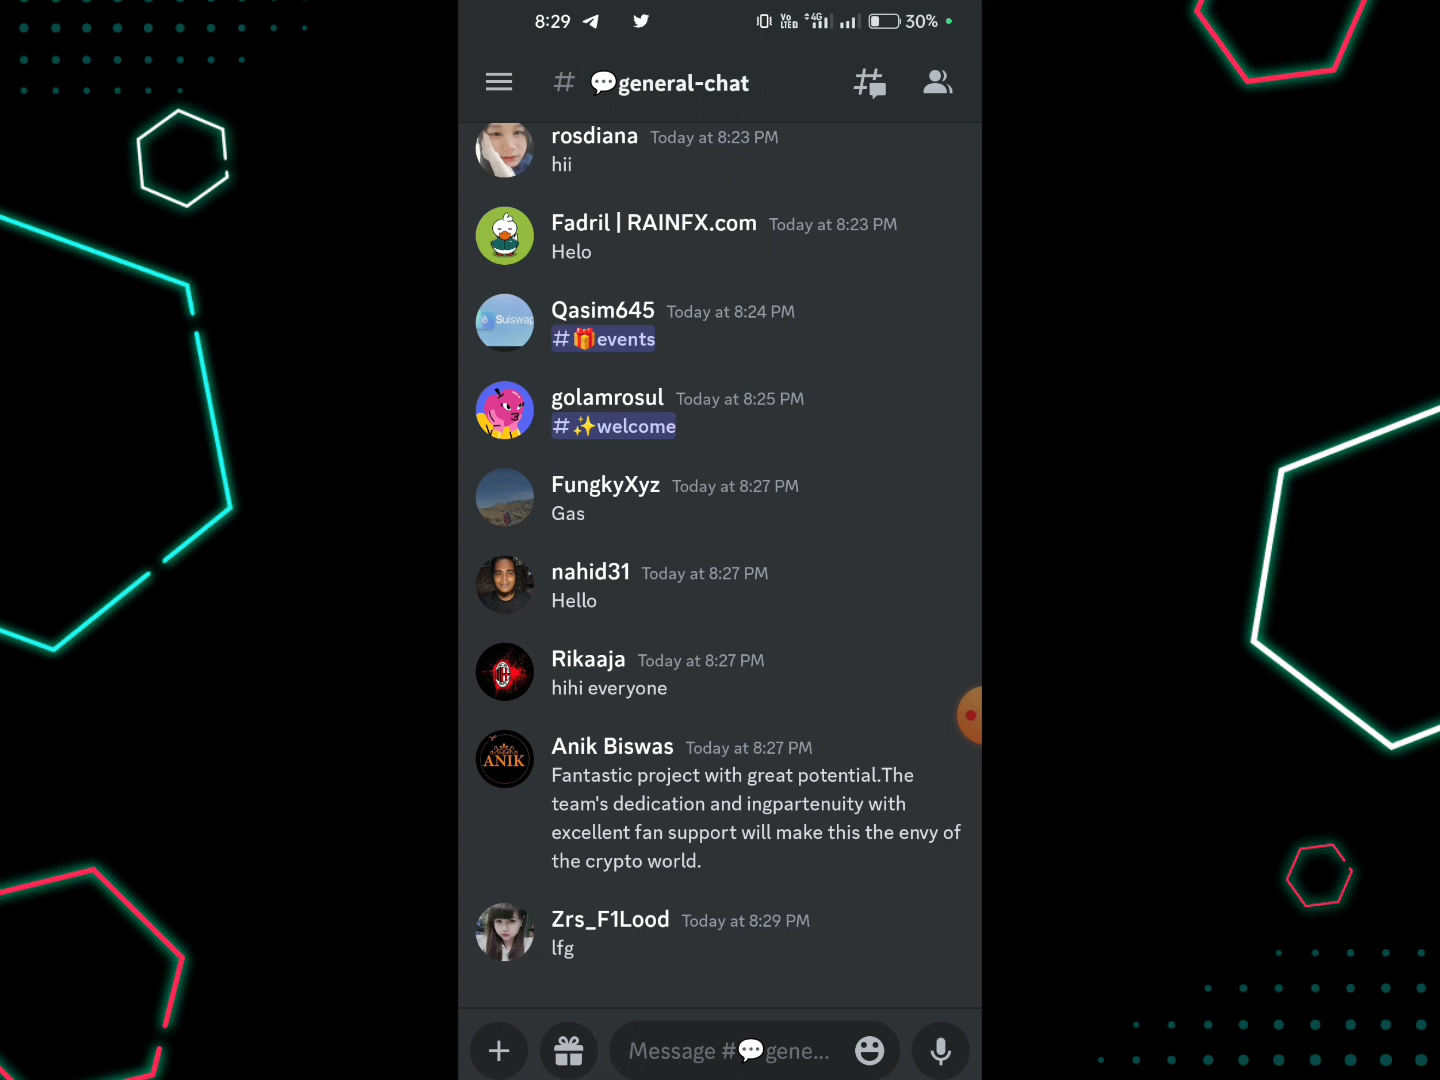 8:29 Vo LTED 4G 30%
# 💬general-chat
rosdiana Today at 8:23 PM
hii
Fadril | RAINFX.com Today at 8:23 PM
Helo
Suiswap
Qasim645 Today at 8:24 PM
#🎁events
golamrosul Today at 8:25 PM
#✨welcome
FungkyXyz Today at 8:27 PM
Gas
nahid31 Today at 8:27 PM
Hello
Rikaaja Today at 8:27 PM
hihi everyone
ANIK
Anik Biswas Today at 8:27 PM
Fantastic project with great potential.The
team's dedication and ingpartenuity with
excellent fan support will make this the envy of
the crypto world.
Zrs_F1Lood Today at 8:29 PM
lfg
Message #💬gene...